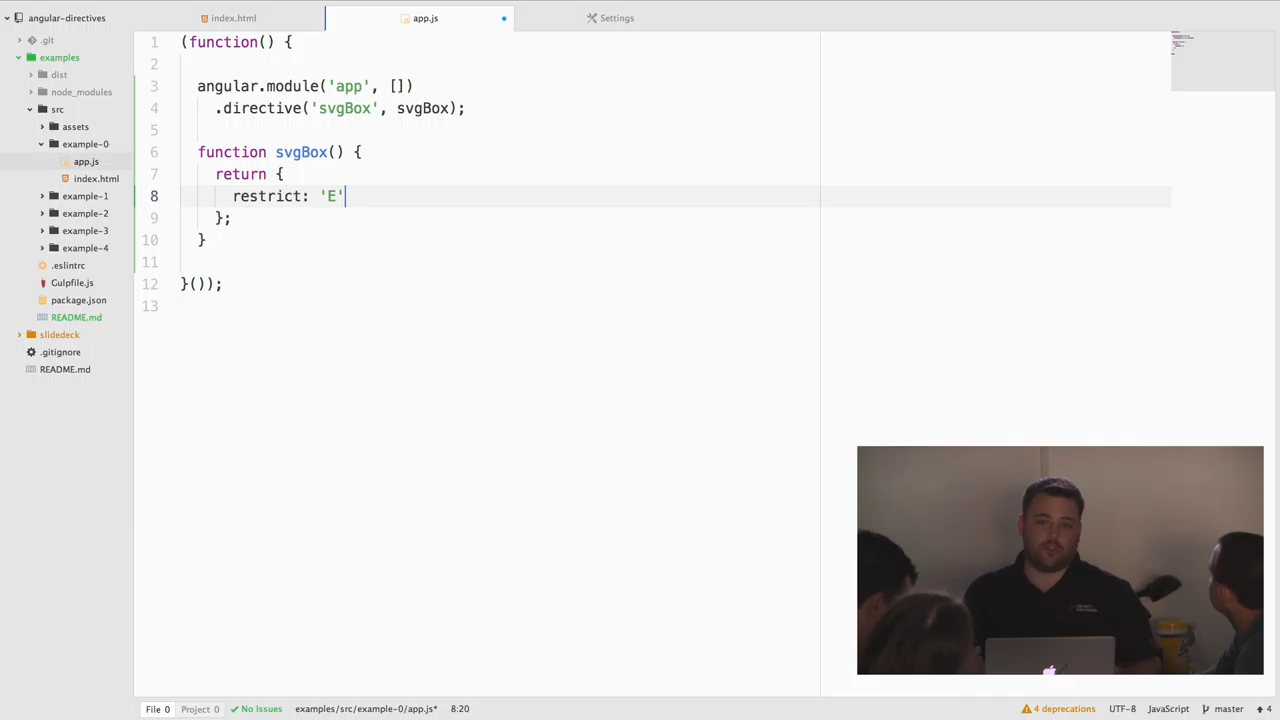 angular-directives
index.html
app.js
Settings
.git
examples
dist
node_modules
src
assets
example-0
app.js
index.html
example-1
example-2
example-3
example-4
.eslintrc
Gulpfile.js
package.json
README.md
slidedeck
.gitignore
README.md
1 (function() {
2
3 angular.module('app', [])
4 .directive('svgBox', svgBox);
5
6 function svgBox() {
7 return {
8 restrict: 'E'
9 };
10 }
11
12 }());
13
File 0 Project 0 No Issues examples/src/example-0/app.js* 8:20 4 deprecations UTF-8 JavaScript master 4